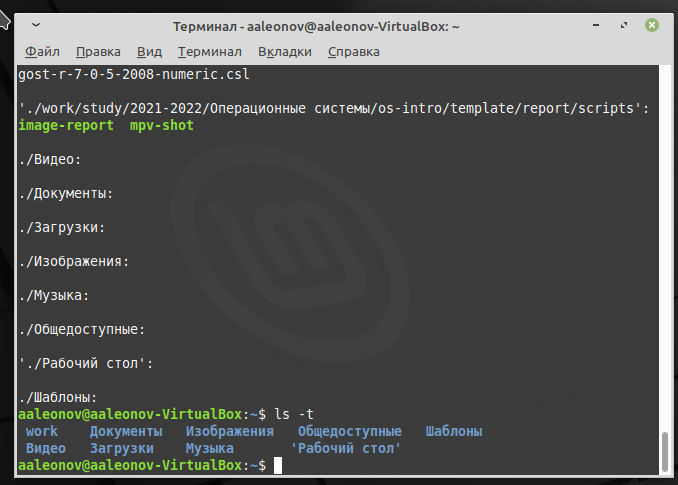 Терминал - aaleonov@aaleonov-VirtualBox: ~
Файл Правка Вид Терминал Вкладки Справка
gost-r-7-0-5-2008-numeric.csl
'./work/study/2021-2022/Операционные системы/os-intro/template/report/scripts':
image-report  mpv-shot
./Видео:
./Документы:
./Загрузки:
./Изображения:
./Музыка:
./Общедоступные:
'./Рабочий стол':
./Шаблоны:
aaleonov@aaleonov-VirtualBox:~$ ls -t
work    Документы   Изображения   Общедоступные   Шаблоны
Видео   Загрузки    Музыка       'Рабочий стол'
aaleonov@aaleonov-VirtualBox:~$